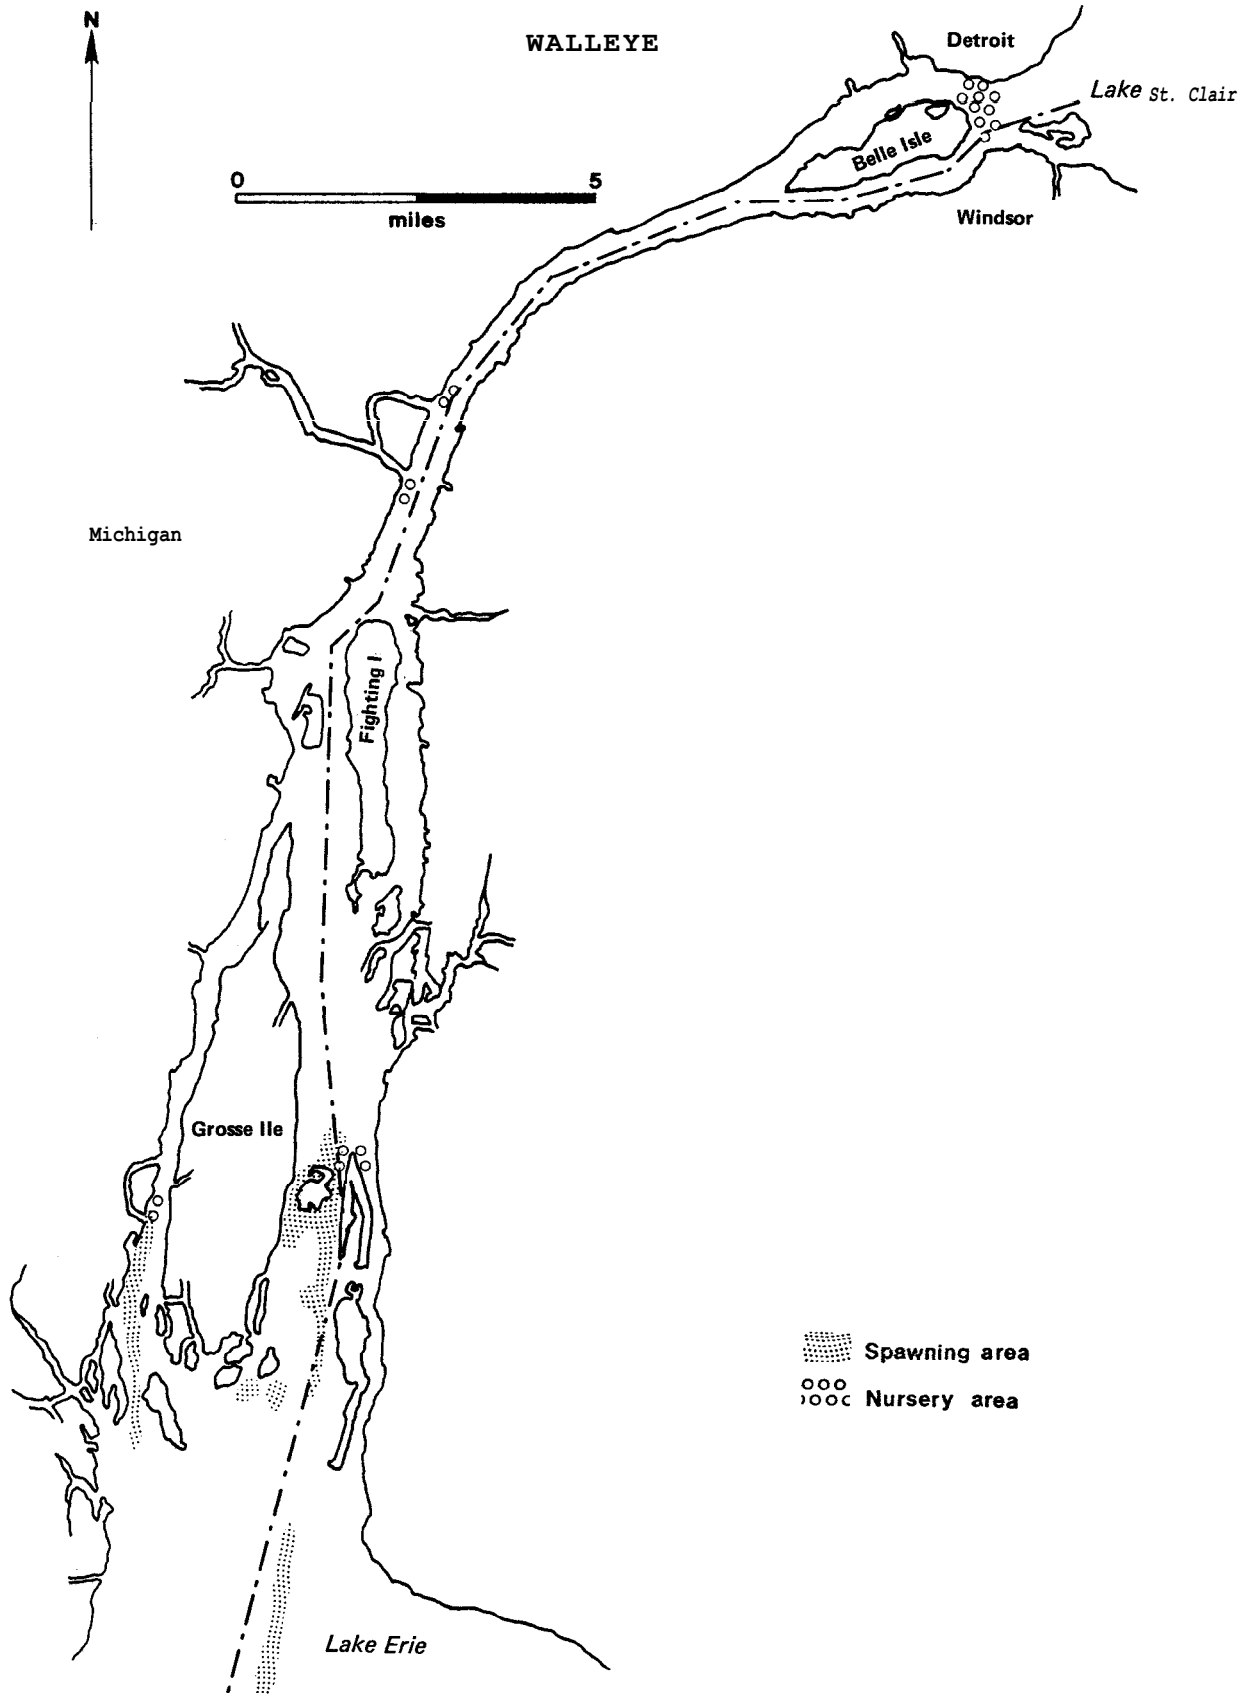 N
WALLEYE
Detroit
Lake St. Clair
Belle Isle
0 5
miles
Windsor
Michigan
Fighting I
Grosse Ile
Spawning area
Nursery area
Lake Erie